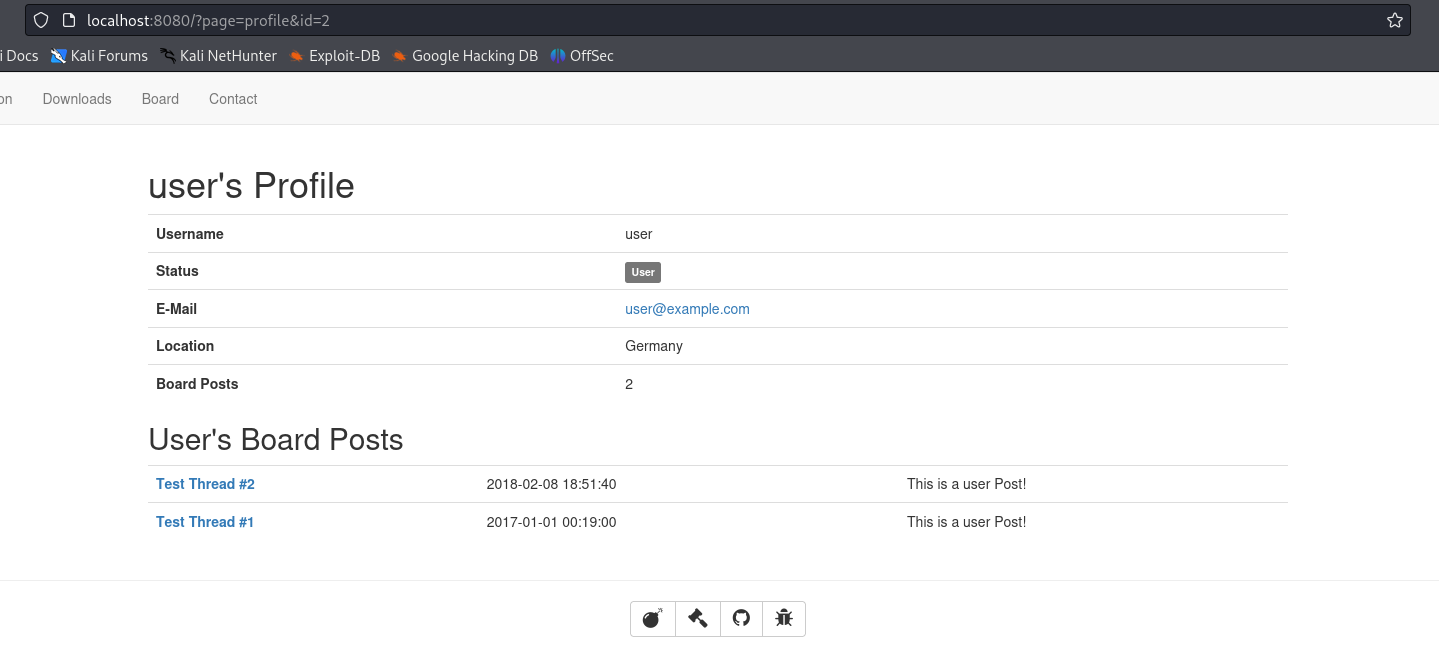 localhost:8080/?page=profile&id=2
i Docs Kali Forums Kali NetHunter Exploit-DB Google Hacking DB OffSec
on Downloads Board Contact
user's Profile
Username user
Status User
E-Mail user@example.com
Location Germany
Board Posts 2
User's Board Posts
Test Thread #2 2018-02-08 18:51:40 This is a user Post!
Test Thread #1 2017-01-01 00:19:00 This is a user Post!